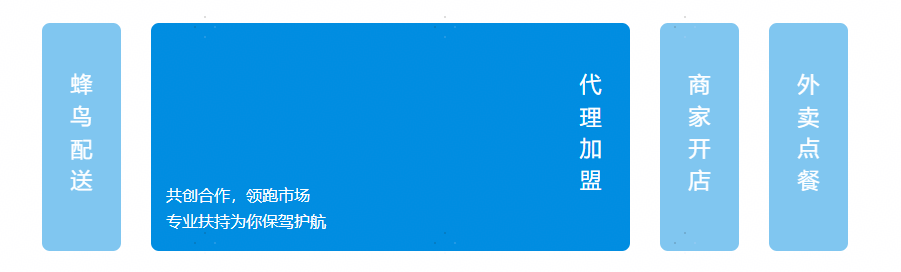 蜂鸟配送
代理加盟
共创合作，领跑市场
专业扶持为你保驾护航
商家开店
外卖点餐